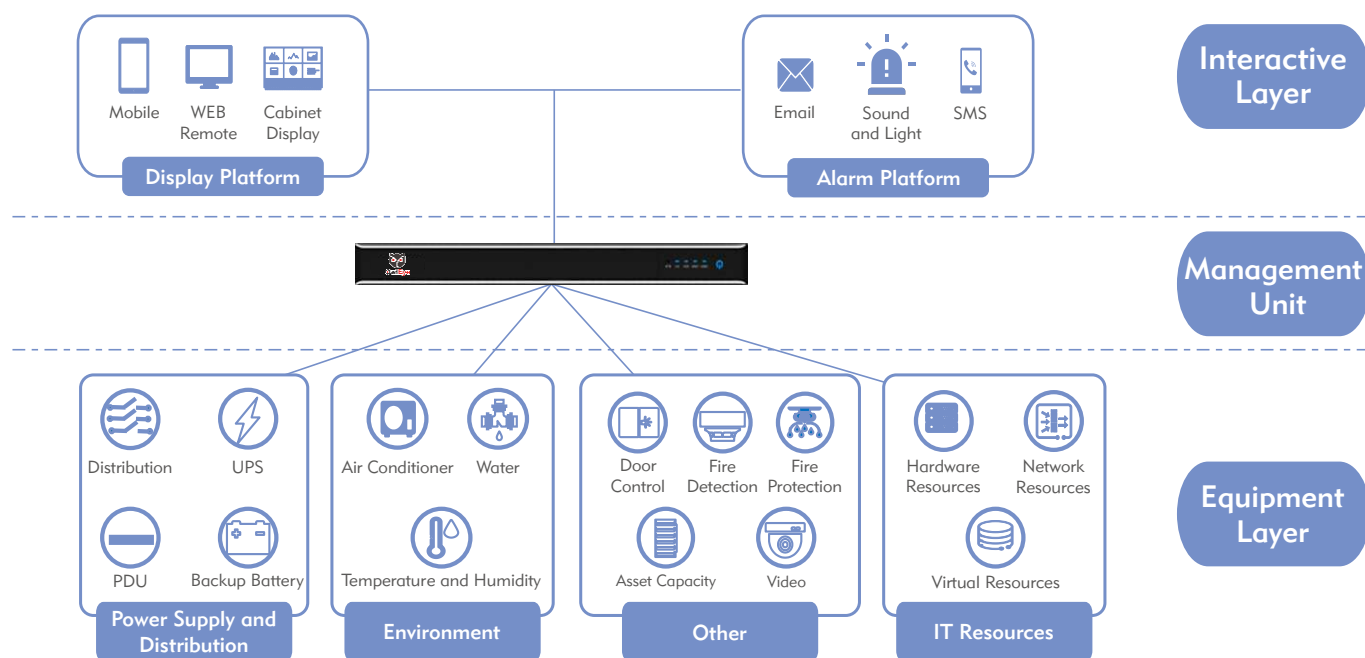 Mobile
WEB
Remote
Cabinet
Display
Display Platform
Email
Sound
and Light
SMS
Alarm Platform
Interactive
Layer
Management
Unit
Distribution
UPS
PDU
Backup Battery
Power Supply and
Distribution
Air Conditioner
Water
Temperature and Humidity
Environment
Door
Control
Fire
Detection
Fire
Protection
Asset Capacity
Video
Other
Hardware
Resources
Network
Resources
Virtual Resources
IT Resources
Equipment
Layer